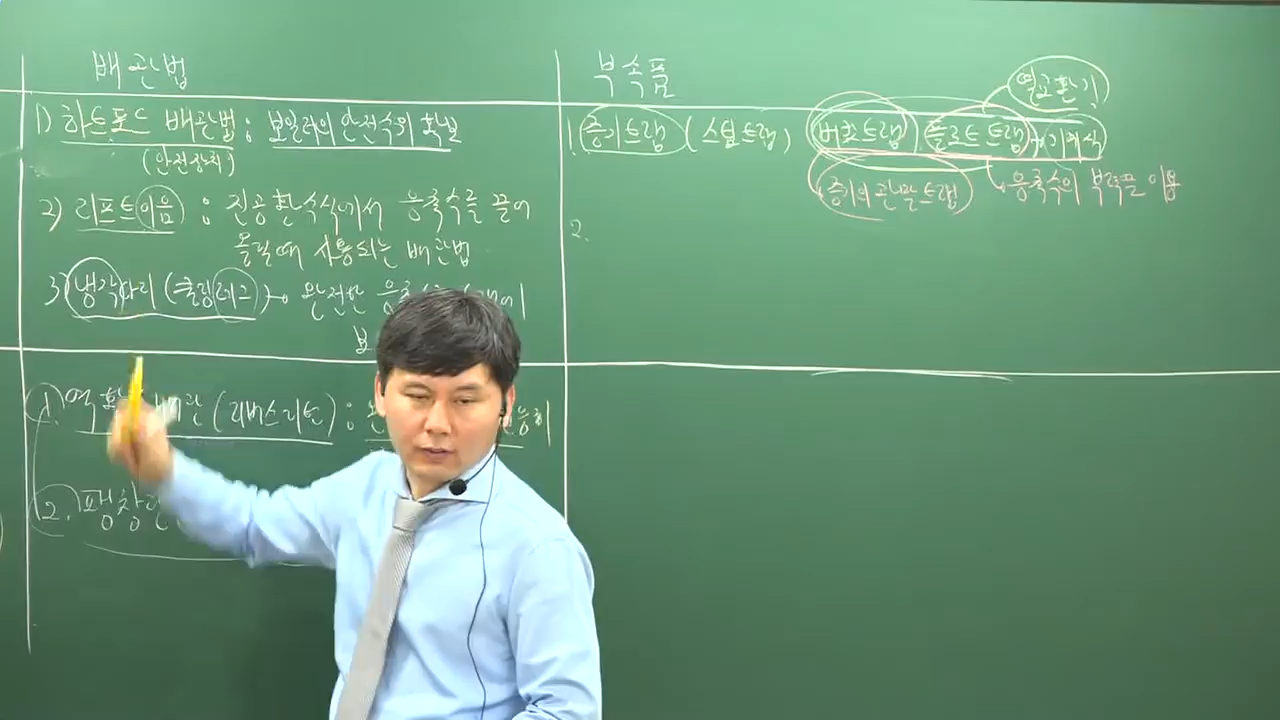 배관법
1) 하트포드 배관법 : 보일러의 안전수위 확보
(안전장치)
2) 리프트이음 : 진공환수식에서 응축수를 끌어
올릴때 사용되는 배관법
3) 냉각다리(쿨링레그) → 완전한
1. 역 배관 (리버스리턴) :
2. 팽창관
부속품
1. 증기트랩 (스팀트랩) 버킷트랩 플로트트랩 → 기계식
열교환기
증기의 관말트랩 응축수의 부력을 이용
2.